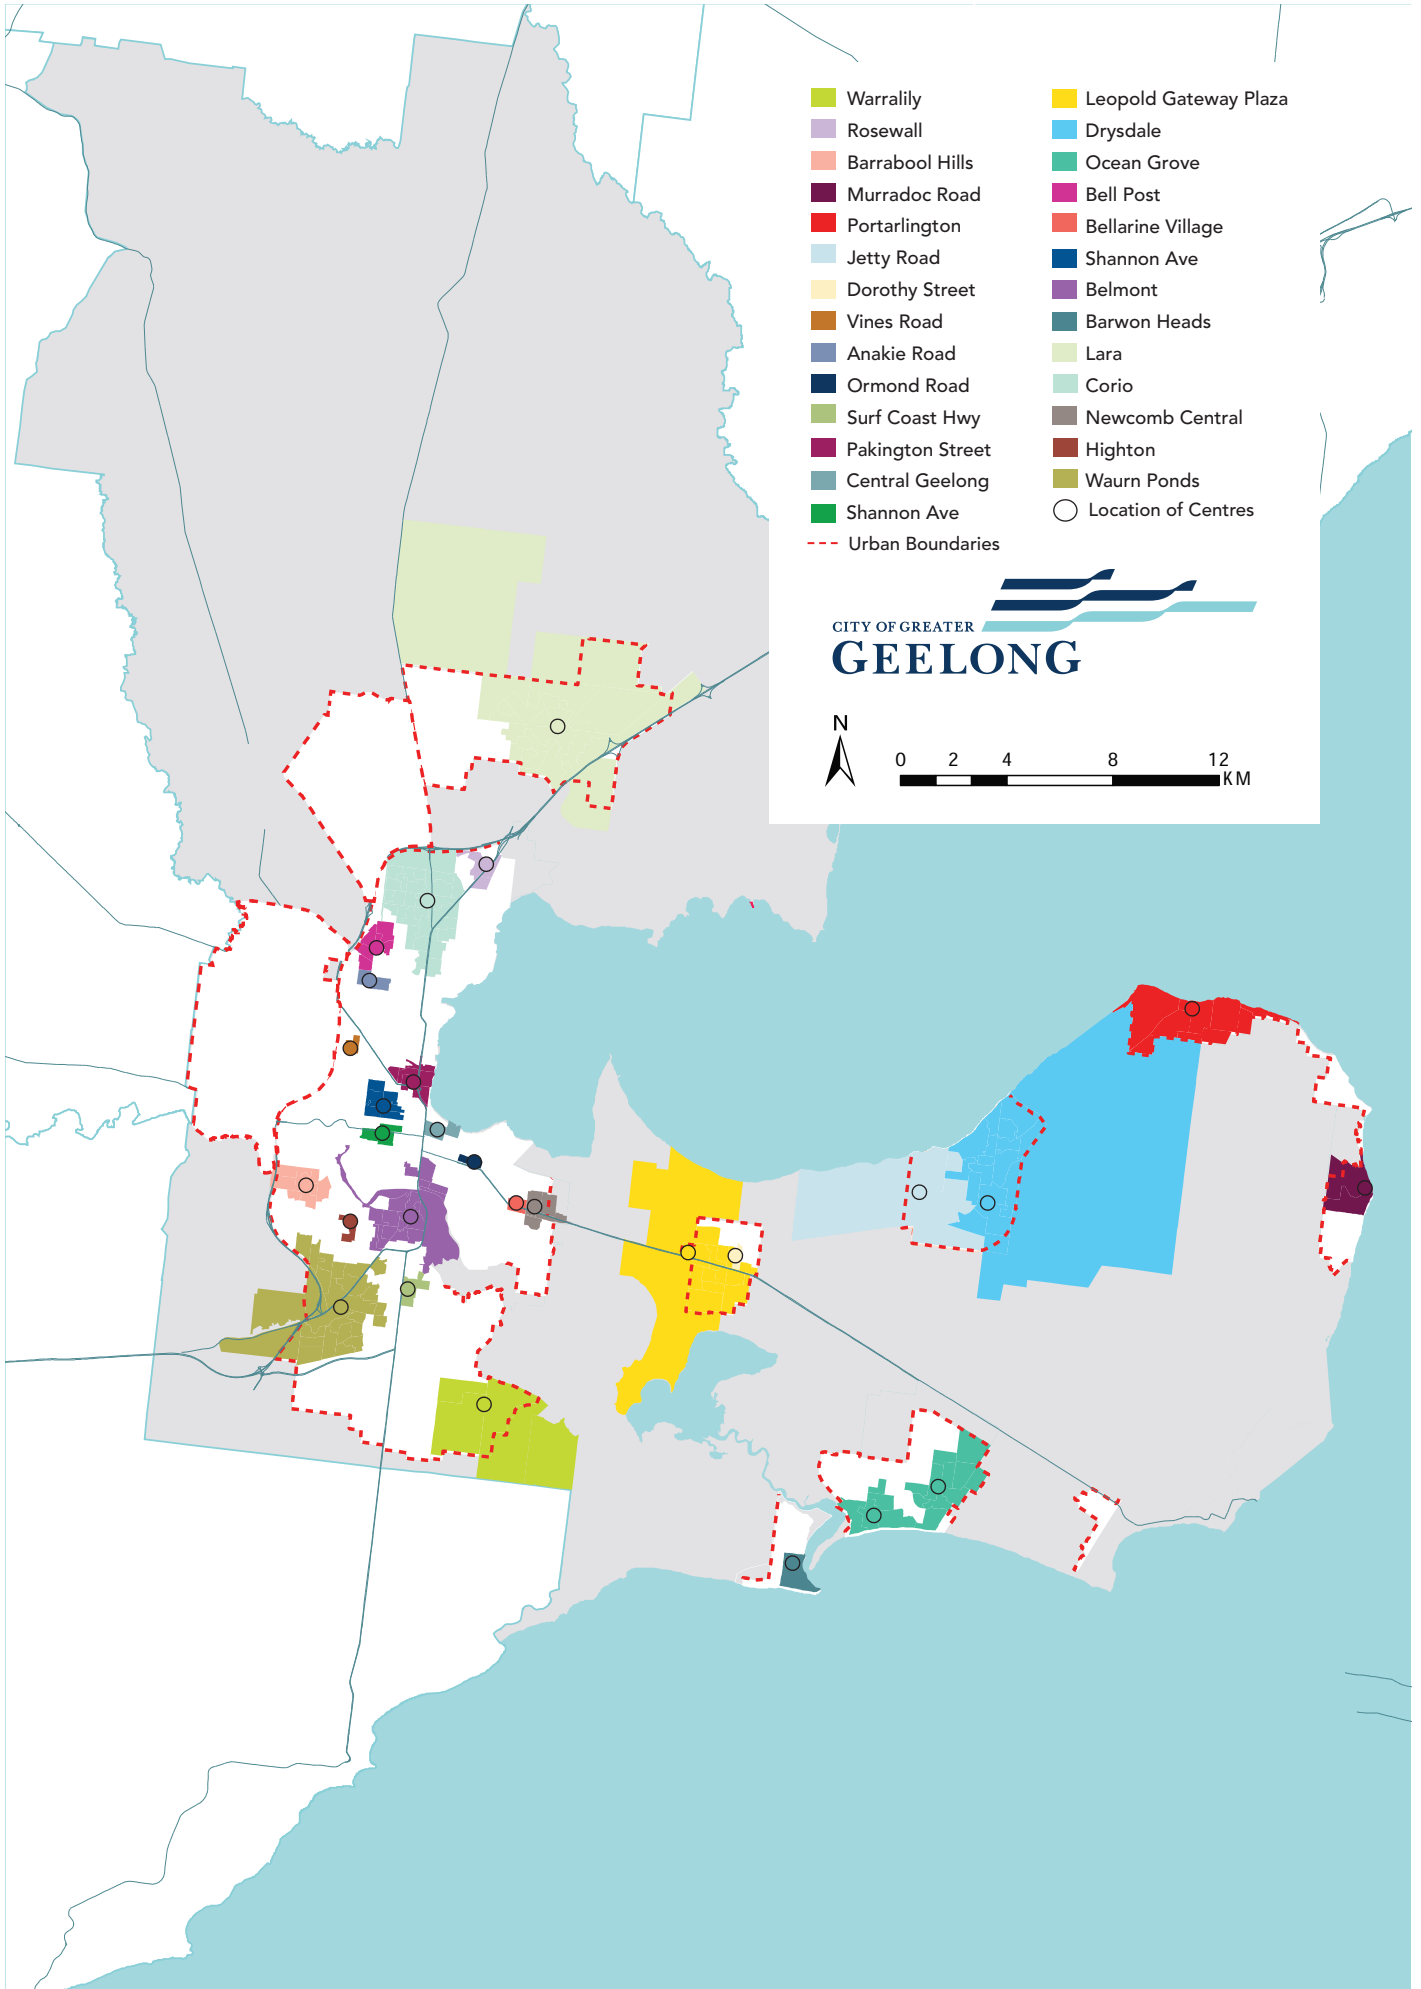 Warralily
Rosewall
Barrabool Hills
Murradoc Road
Portarlington
Jetty Road
Dorothy Street
Vines Road
Anakie Road
Ormond Road
Surf Coast Hwy
Pakington Street
Central Geelong
Shannon Ave
Urban Boundaries
Leopold Gateway Plaza
Drysdale
Ocean Grove
Bell Post
Bellarine Village
Shannon Ave
Belmont
Barwon Heads
Lara
Corio
Newcomb Central
Highton
Waurn Ponds
Location of Centres
CITY OF GREATER
GEELONG
N
0 2 4 8 12
KM